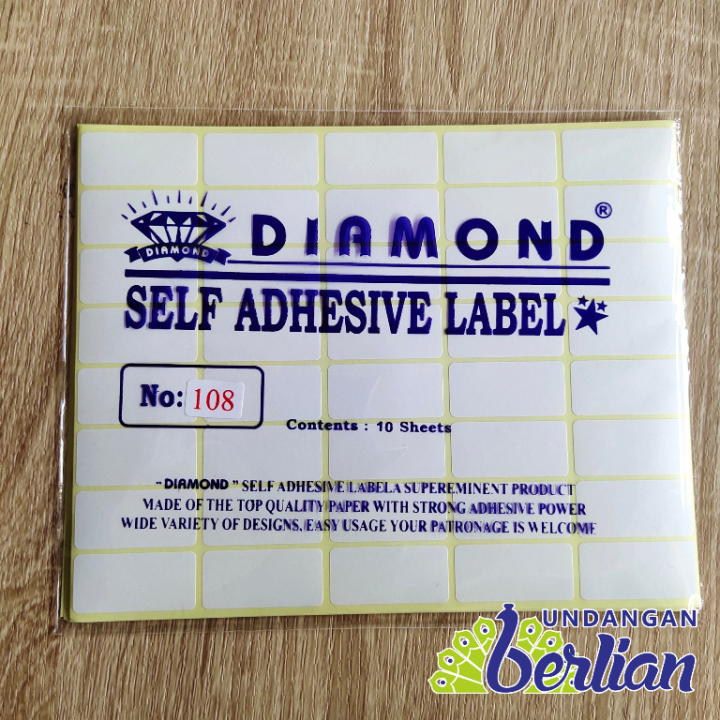 DIAMOND
DIAMOND ®
SELF ADHESIVE LABEL
No: 108
Contents : 10 Sheets
"DIAMOND" SELF ADHESIVE LABELA SUPEREMINENT PRODUCT
MADE OF THE TOP QUALITY PAPER WITH STRONG ADHESIVE POWER
WIDE VARIETY OF DESIGNS, EASY USAGE YOUR PATRONAGE IS WELCOME
UNDANGAN
berlian